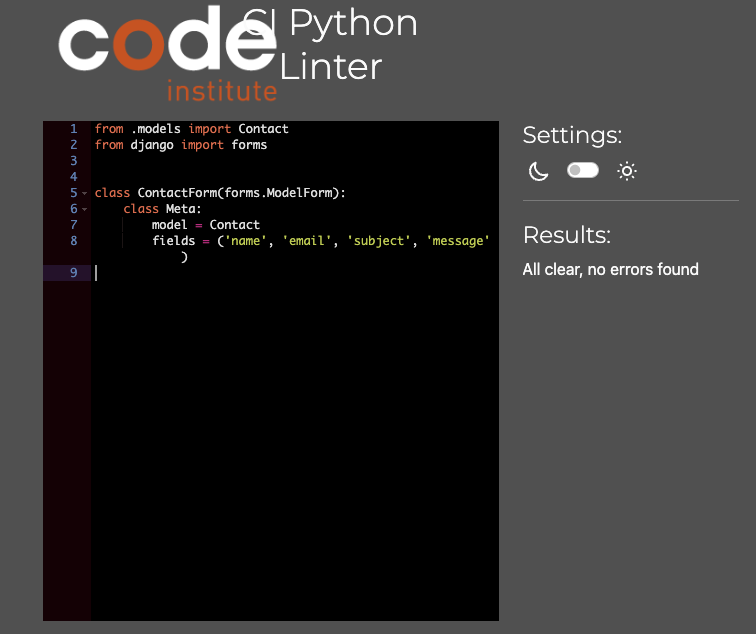 code
institute
CI Python
Linter
1 from .models import Contact
2 from django import forms
3
4
5 class ContactForm(forms.ModelForm):
6     class Meta:
7         model = Contact
8         fields = ('name', 'email', 'subject', 'message'
)
9
Settings:
Results:
All clear, no errors found